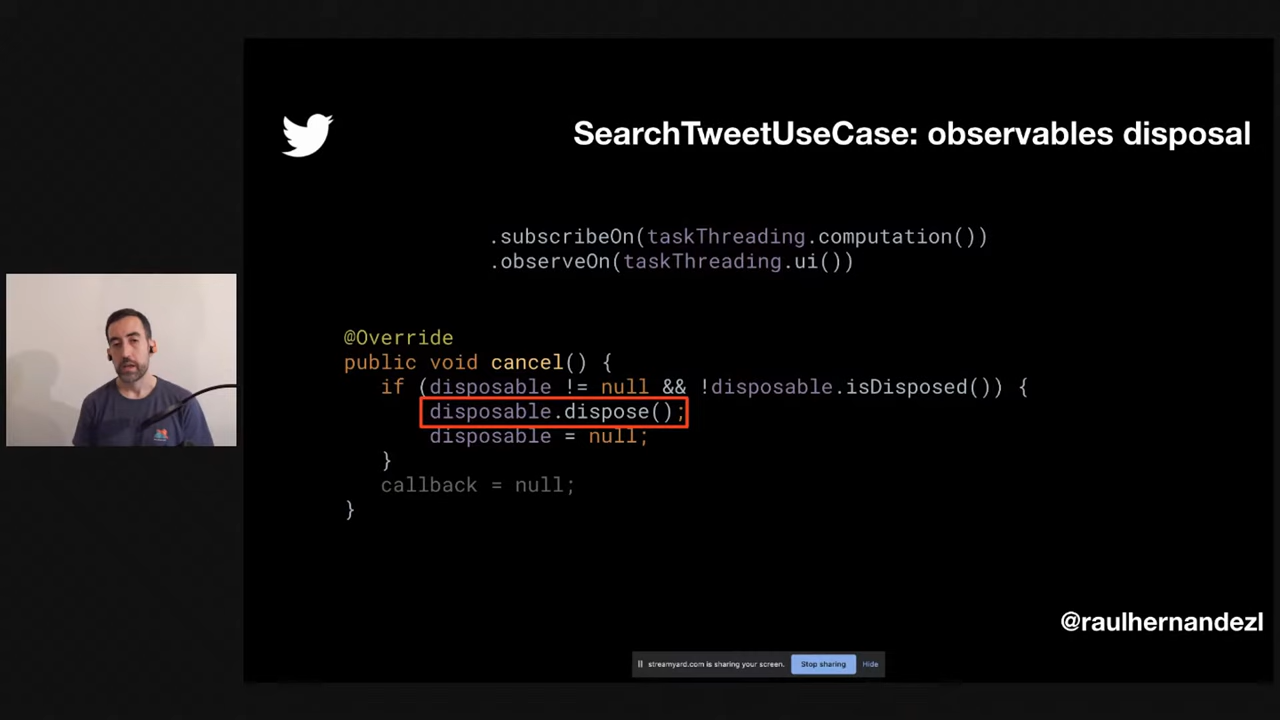 SearchTweetUseCase: observables disposal
.subscribeOn(taskThreading.computation())
.observeOn(taskThreading.ui())
@Override
public void cancel() {
if (disposable != null && !disposable.isDisposed()) {
disposable.dispose();
disposable = null;
}
callback = null;
}
@raulhernandezl
streamyard.com is sharing your screen. Stop sharing Hide